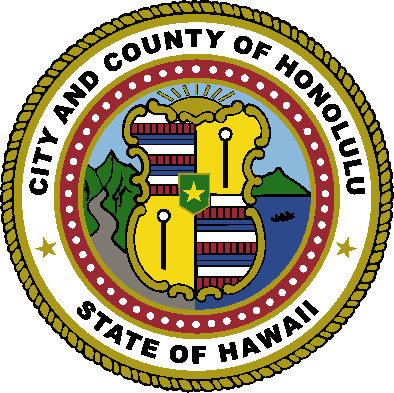 CITY AND COUNTY OF HONOLULU
STATE OF HAWAII